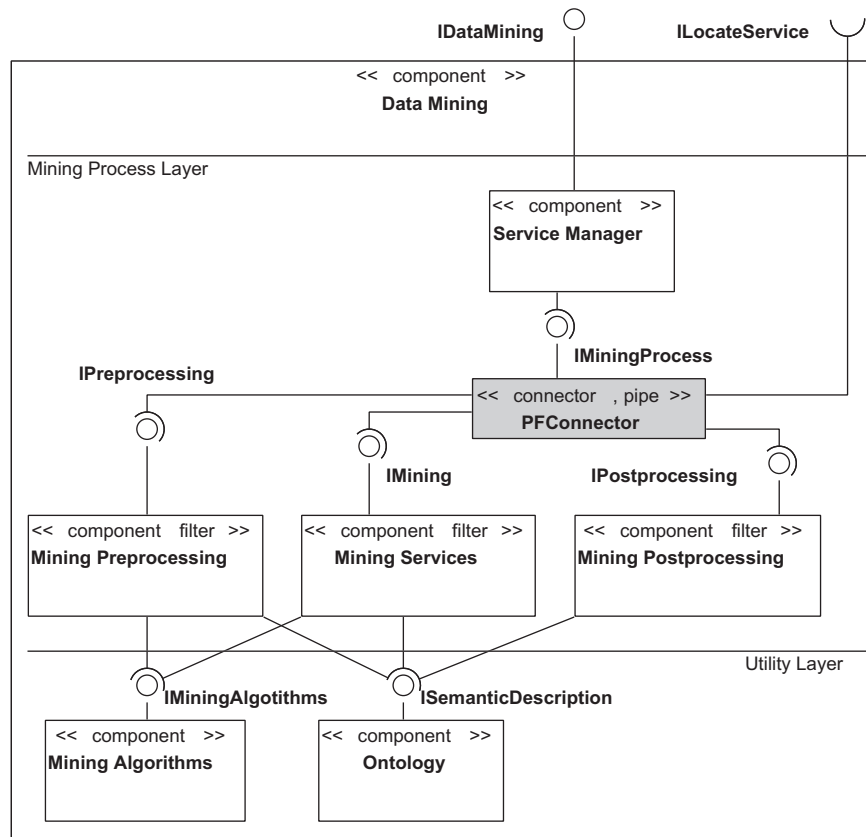 IDataMining
ILocateService
<< component >>
Data Mining
Mining Process Layer
<< component >>
Service Manager
IMiningProcess
IPreprocessing
<< connector , pipe >>
PFConnector
IMining
IPostprocessing
<< component filter >>
Mining Preprocessing
<< component filter >>
Mining Services
<< component filter >>
Mining Postprocessing
Utility Layer
IMiningAlgotithms
ISemanticDescription
<< component >>
Mining Algorithms
<< component >>
Ontology